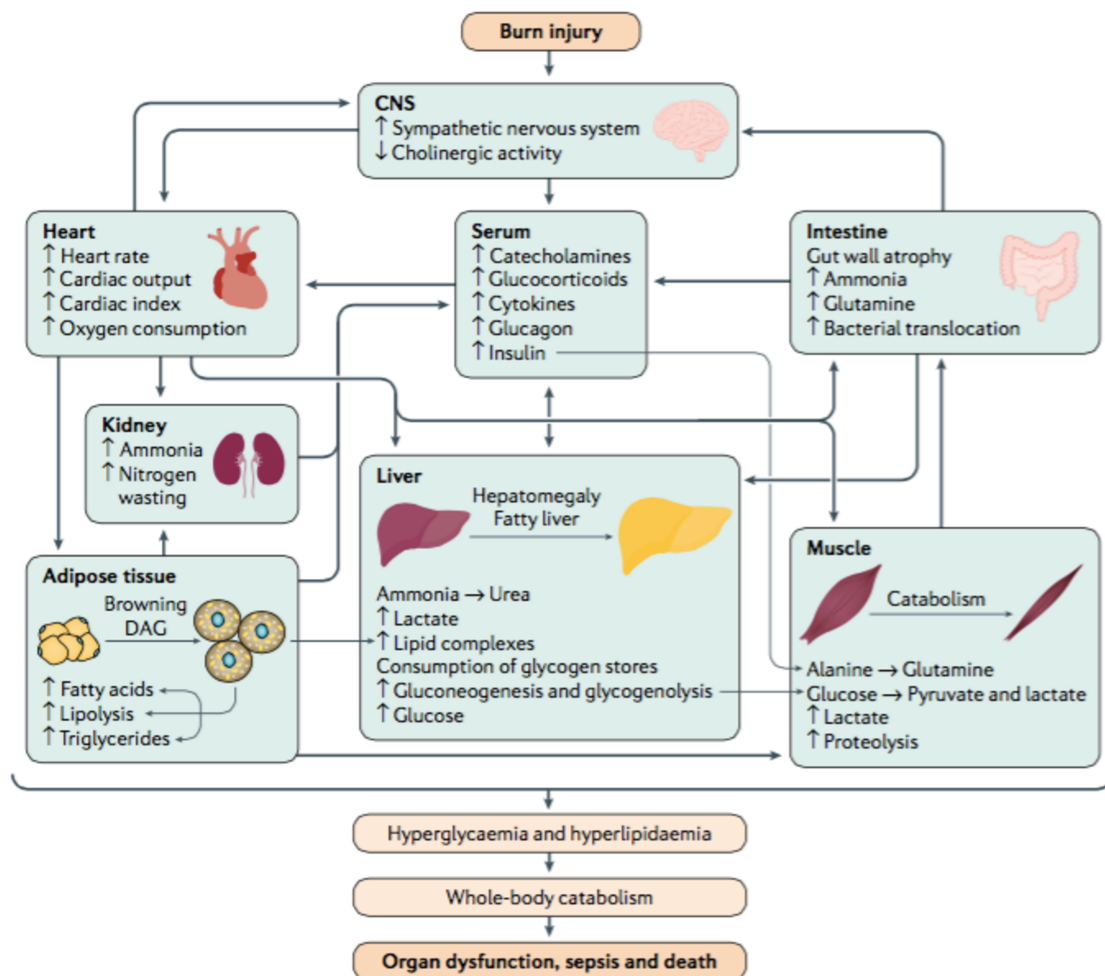 Burn injury
CNS
↑ Sympathetic nervous system
↓ Cholinergic activity
Heart
↑ Heart rate
↑ Cardiac output
↑ Cardiac index
↑ Oxygen consumption
Serum
↑ Catecholamines
↑ Glucocorticoids
↑ Cytokines
↑ Glucagon
↑ Insulin
Intestine
Gut wall atrophy
↑ Ammonia
↑ Glutamine
↑ Bacterial translocation
Kidney
↑ Ammonia
↑ Nitrogen
wasting
Liver
Hepatomegaly
Fatty liver
Ammonia → Urea
↑ Lactate
↑ Lipid complexes
Consumption of glycogen stores
↑ Gluconeogenesis and glycogenolysis
↑ Glucose
Adipose tissue
Browning
DAG
↑ Fatty acids
↑ Lipolysis
↑ Triglycerides
Muscle
Catabolism
Alanine → Glutamine
Glucose → Pyruvate and lactate
↑ Lactate
↑ Proteolysis
Hyperglycaemia and hyperlipidaemia
Whole-body catabolism
Organ dysfunction, sepsis and death